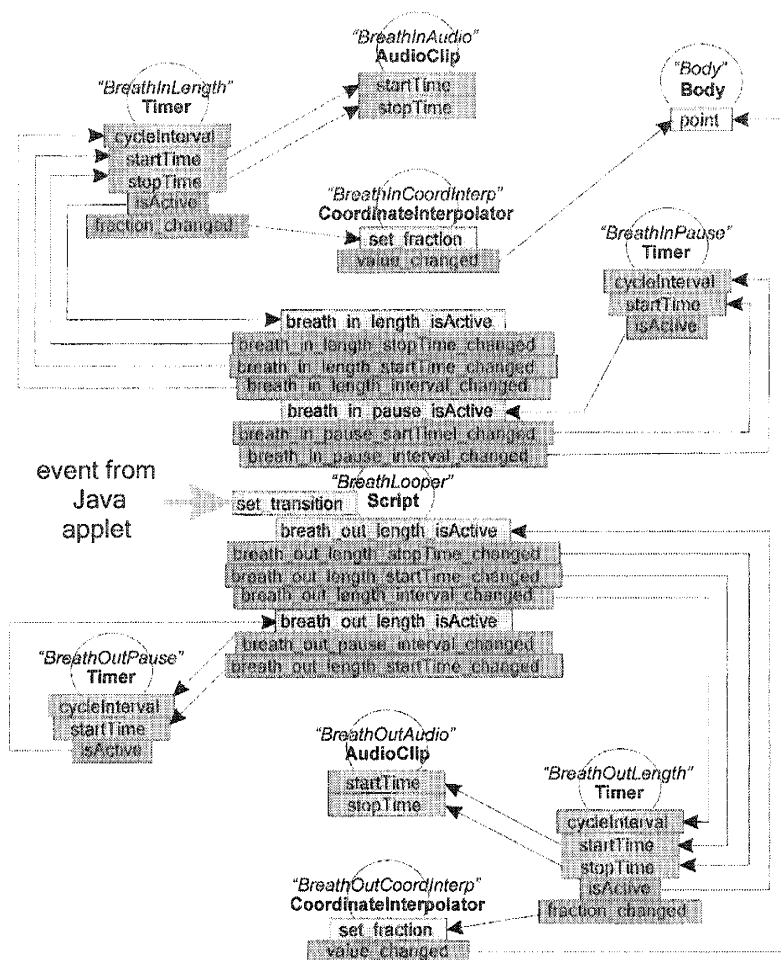 "BreathInAudio"
AudioClip
startTime
stopTime
"BreathInLength"
Timer
cycleInterval
startTime
stopTime
isActive
fraction_changed
"Body"
Body
point
"BreathInCoordInterp"
CoordinateInterpolator
set_fraction
value_changed
"BreathInPause"
Timer
cycleInterval
startTime
isActive
breath_in_length_isActive
breath_in_length_stopTime_changed
breath_in_length_startTime_changed
breath_in_length_interval_changed
breath_in_pause_isActive
breath_in_pause_sartTimel_changed
breath_in_pause_interval_changed
event from
Java
applet
"BreathLooper"
Script
set_transition
breath_out_length_isActive
breath_out_length_stopTime_changed
breath_out_length_startTime_changed
breath_out_length_interval_changed
breath_out_length_isActive
breath_out_pause_interval_changed
breath_out_length_startTime_changed
"BreathOutPause"
Timer
cycleInterval
startTime
isActive
"BreathOutAudio"
AudioClip
startTime
stopTime
"BreathOutLength"
Timer
cycleInterval
startTime
stopTime
isActive
fraction_changed
"BreathOutCoordInterp"
CoordinateInterpolator
set_fraction
value_changed